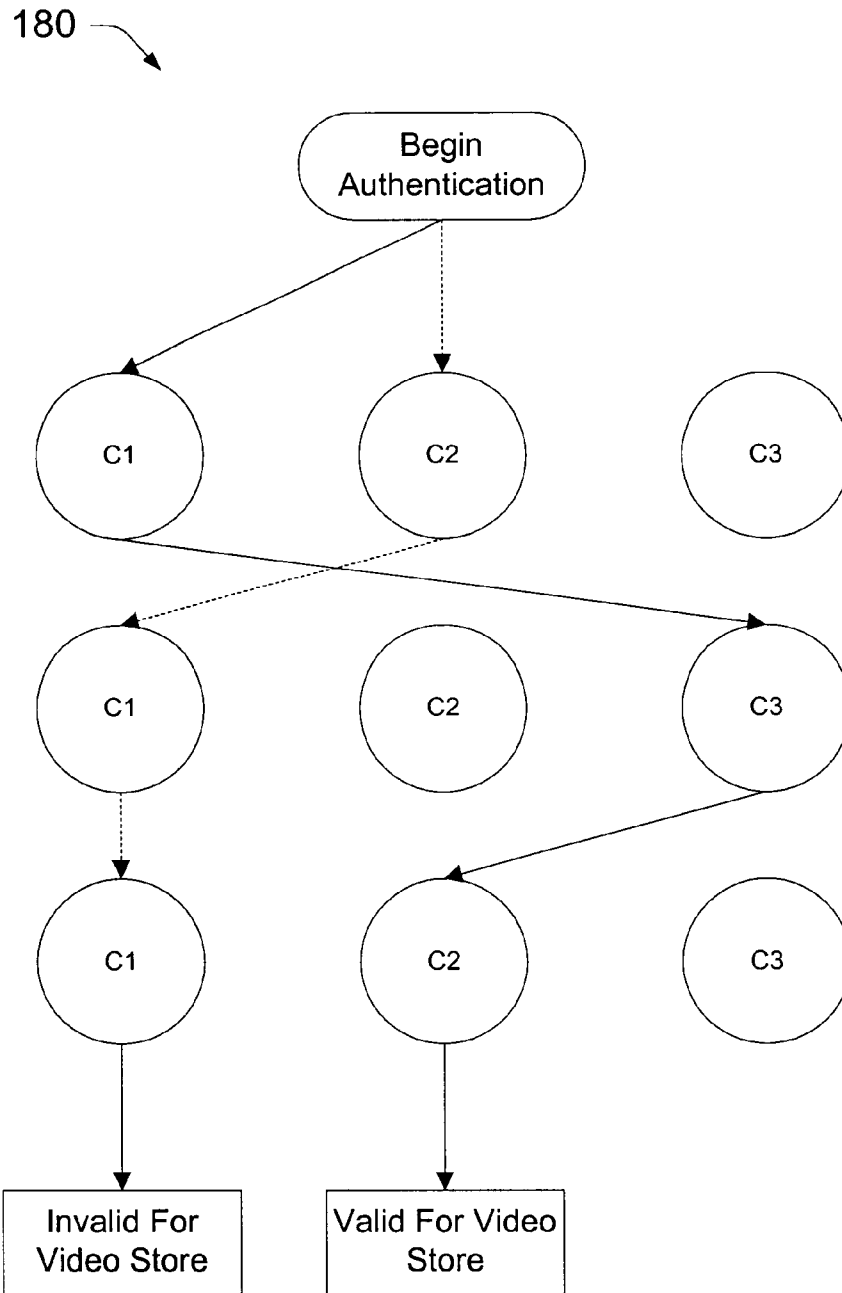 180
Begin
Authentication
C1
C2
C3
C1
C2
C3
C1
C2
C3
Invalid For
Video Store
Valid For Video
Store